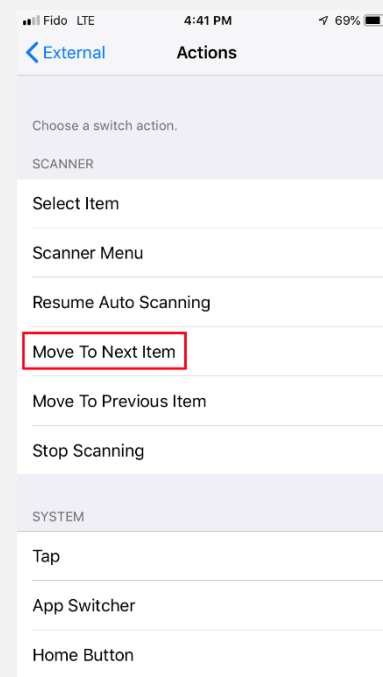 Fido LTE 4:41 PM 69%
External Actions
Choose a switch action.
SCANNER
Select Item
Scanner Menu
Resume Auto Scanning
Move To Next Item
Move To Previous Item
Stop Scanning
SYSTEM
Tap
App Switcher
Home Button